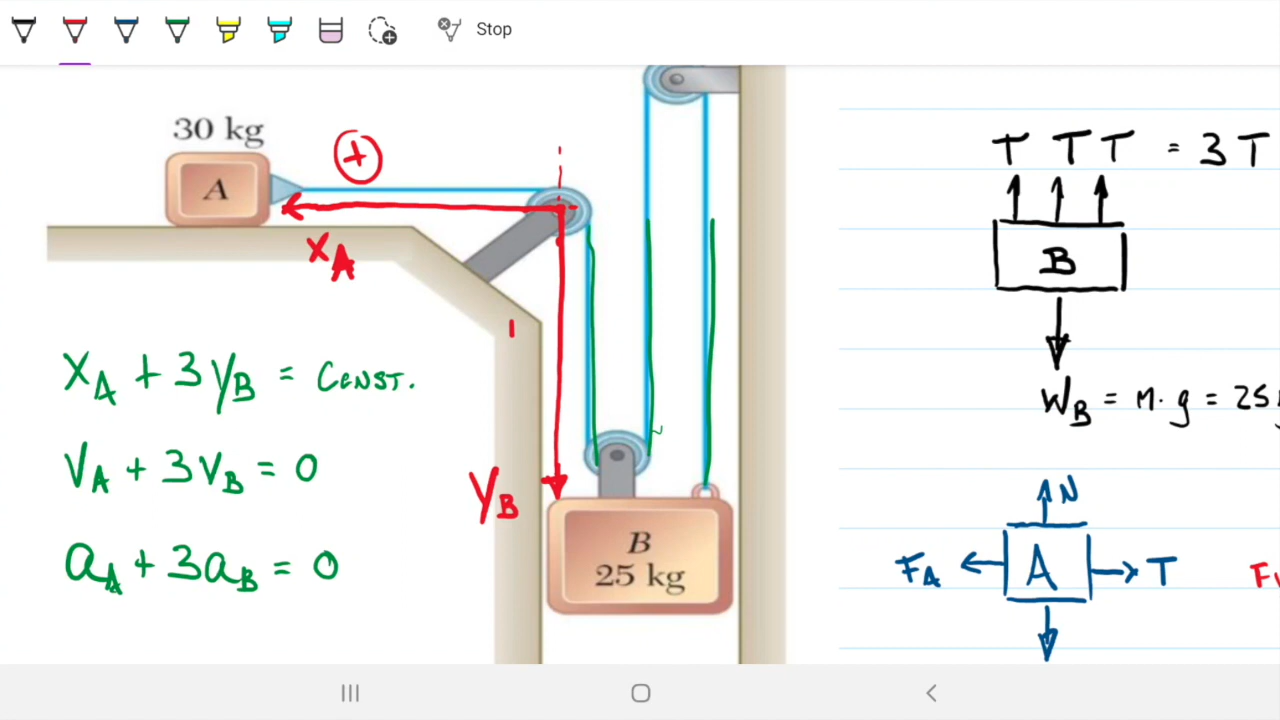 Stop
30 kg
A
+
x_A
x_A + 3y_B = CONST.
v_A + 3v_B = 0
a_A + 3a_B = 0
y_B
B
25 kg
T T T = 3T
B
W_B = m·g = 25
N
F_A A T